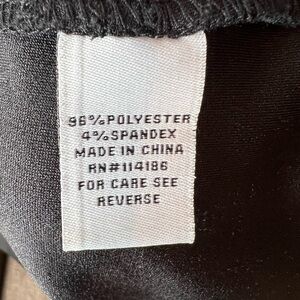 96%POLYESTER
4%SPANDEX
MADE IN CHINA
RN#114186
FOR CARE SEE
REVERSE